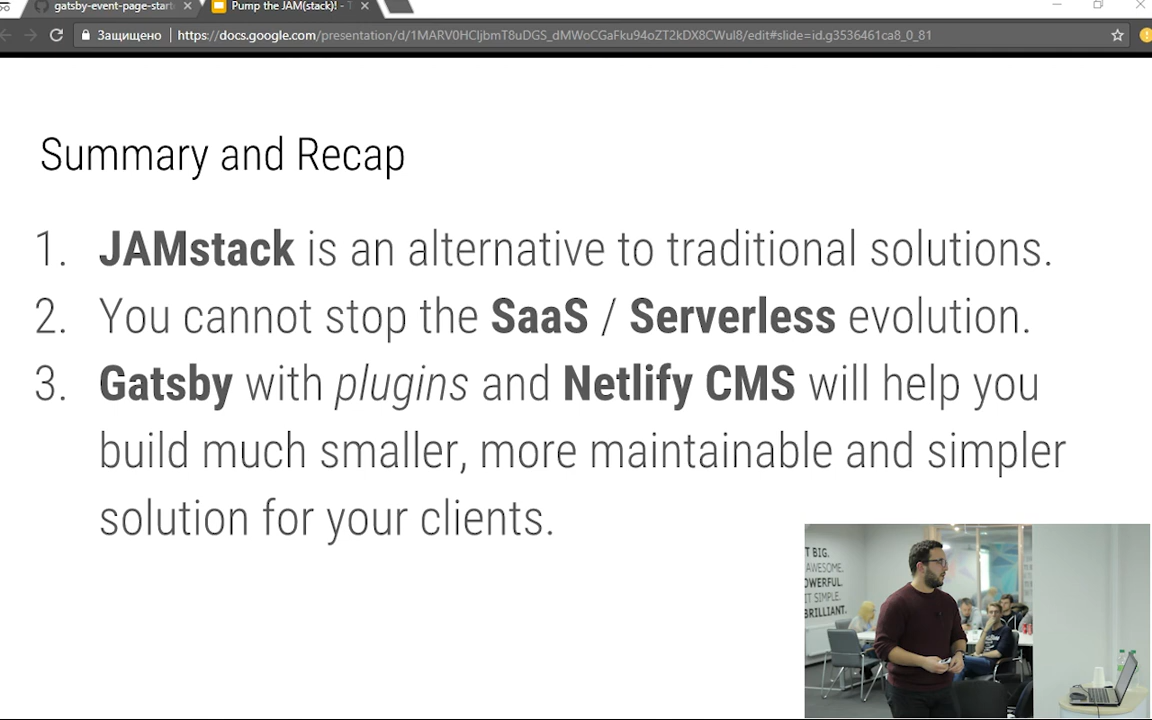 gatsby-event-page-start
Pump the JAM(stack)! - T
Защищено
https://docs.google.com/presentation/d/1MARV0HCIjbmT8uDGS_dMWoCGaFku94oZT2kDX8CWul8/edit#slide=id.g3536461ca8_0_81
Summary and Recap
1. JAMstack is an alternative to traditional solutions.
2. You cannot stop the SaaS / Serverless evolution.
3. Gatsby with plugins and Netlify CMS will help you
build much smaller, more maintainable and simpler
solution for your clients.
T BIG.
AWESOME.
OWERFUL.
IT SIMPLE.
BRILLIANT.